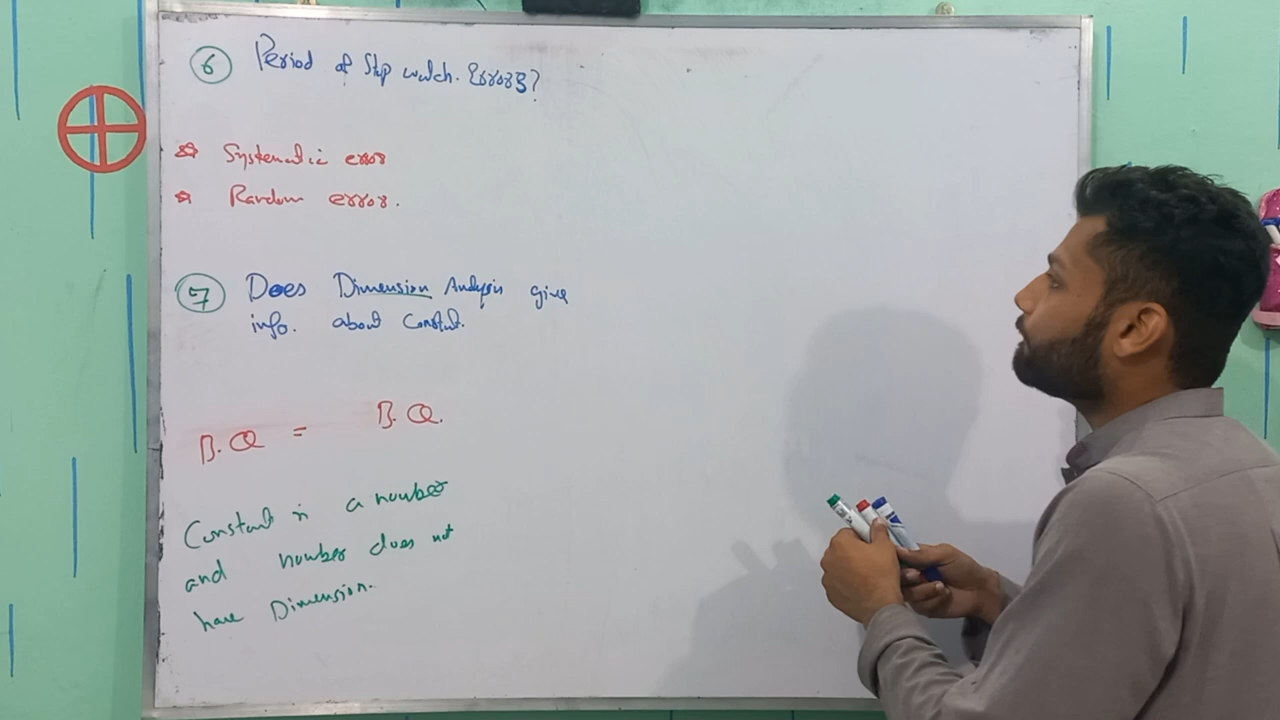 6 Period of Stop watch. Errors?
☆ Systematic error
☆ Random error.
7 Does Dimension Analysis give
info. about Constant.
B.Q = B.Q.
Constant is a number
and number does not
have Dimension.